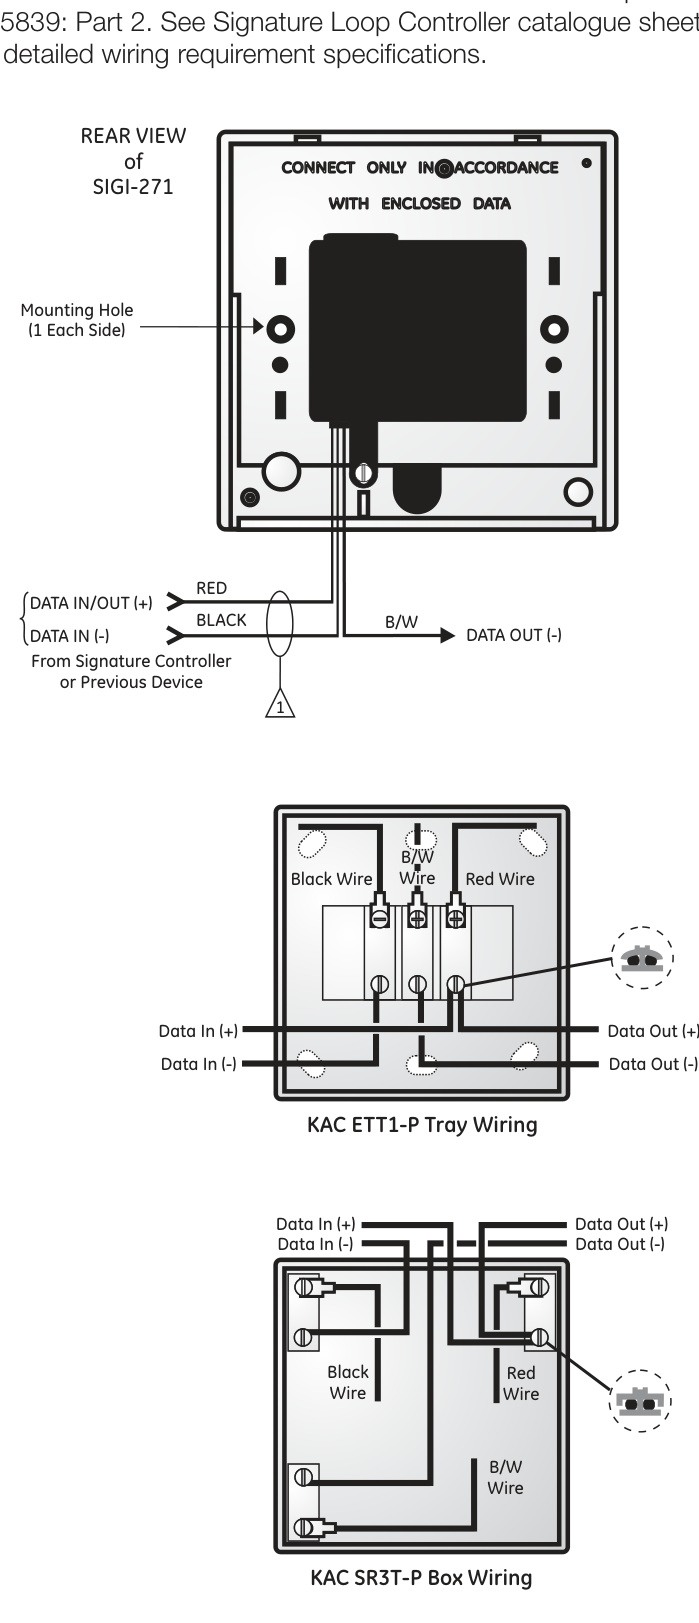 5839: Part 2. See Signature Loop Controller catalogue sheet
detailed wiring requirement specifications.
REAR VIEW
of
SIGI-271
CONNECT ONLY IN ACCORDANCE
WITH ENCLOSED DATA
Mounting Hole
(1 Each Side)
RED
DATA IN/OUT (+)
BLACK
B/W
DATA IN (-)
DATA OUT (-)
From Signature Controller
or Previous Device
1
B/W
Wire
Black Wire
Red Wire
Data In (+)
Data Out (+)
Data In (-)
Data Out (-)
KAC ETT1-P Tray Wiring
Data In (+)
Data Out (+)
Data In (-)
Data Out (-)
Black
Wire
Red
Wire
B/W
Wire
KAC SR3T-P Box Wiring